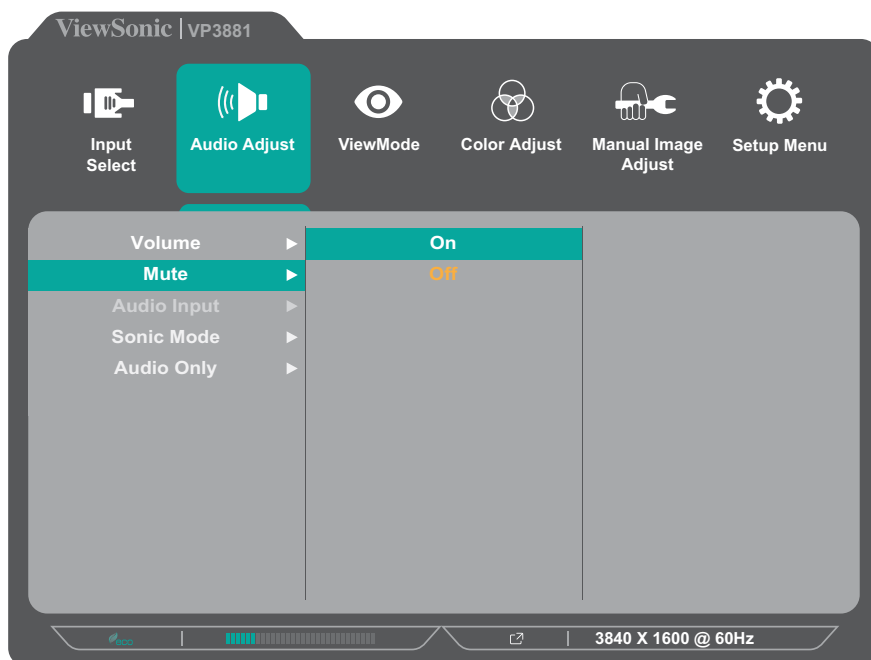 ViewSonic | VP3881
Input
Select
Audio Adjust
ViewMode
Color Adjust
Manual Image
Adjust
Setup Menu
Volume
On
Mute
Off
Audio Input
Sonic Mode
Audio Only
eco
3840 X 1600 @ 60Hz